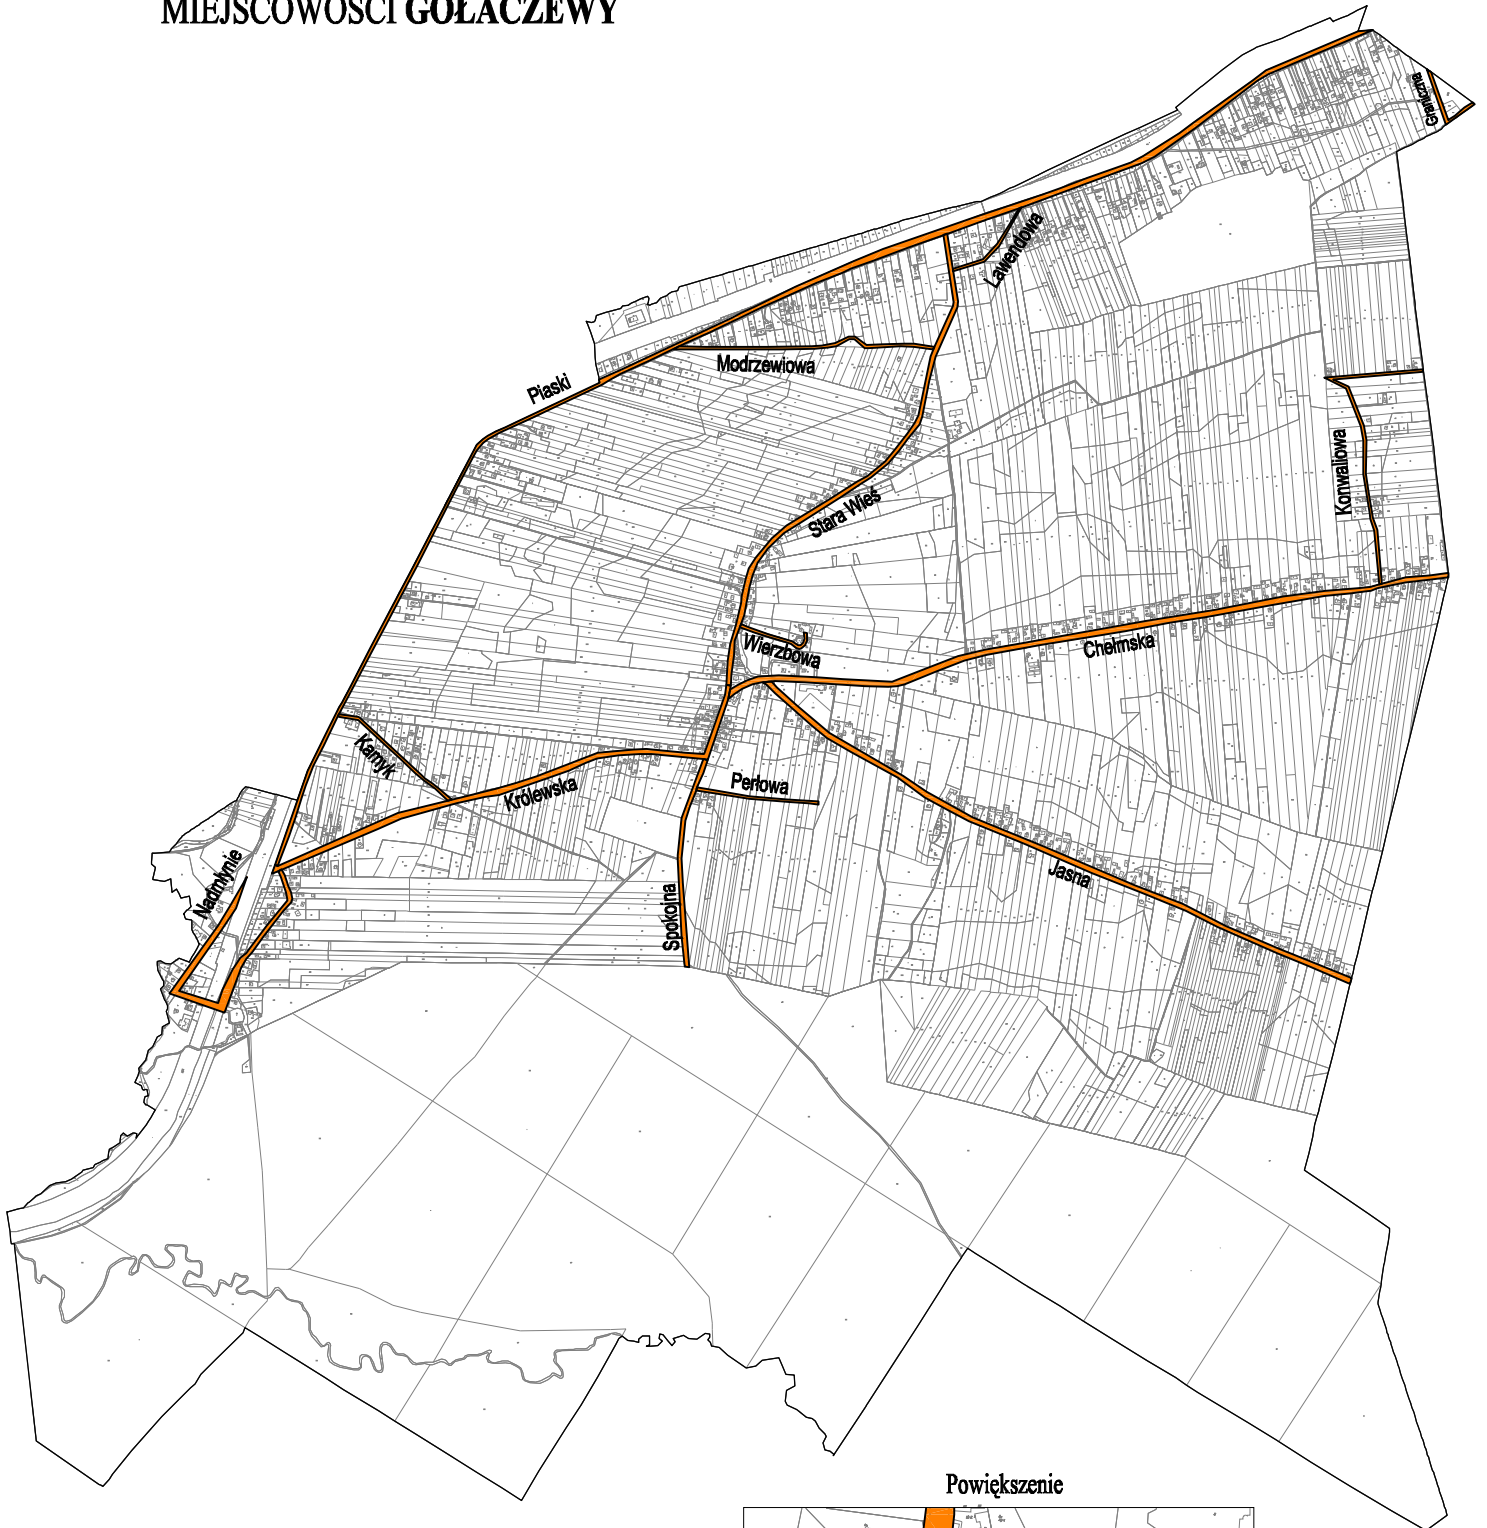 MIEJSCOWOŚCI GOŁACZEWY
Graniczna
Lawendowa
Modrzewiowa
Piaski
Konwaliowa
Stara Wieś
Chełmska
Wierzbowa
Kamyk
Królewska
Perłowa
Jasna
Nadmłynie
Spokojna
Powiększenie